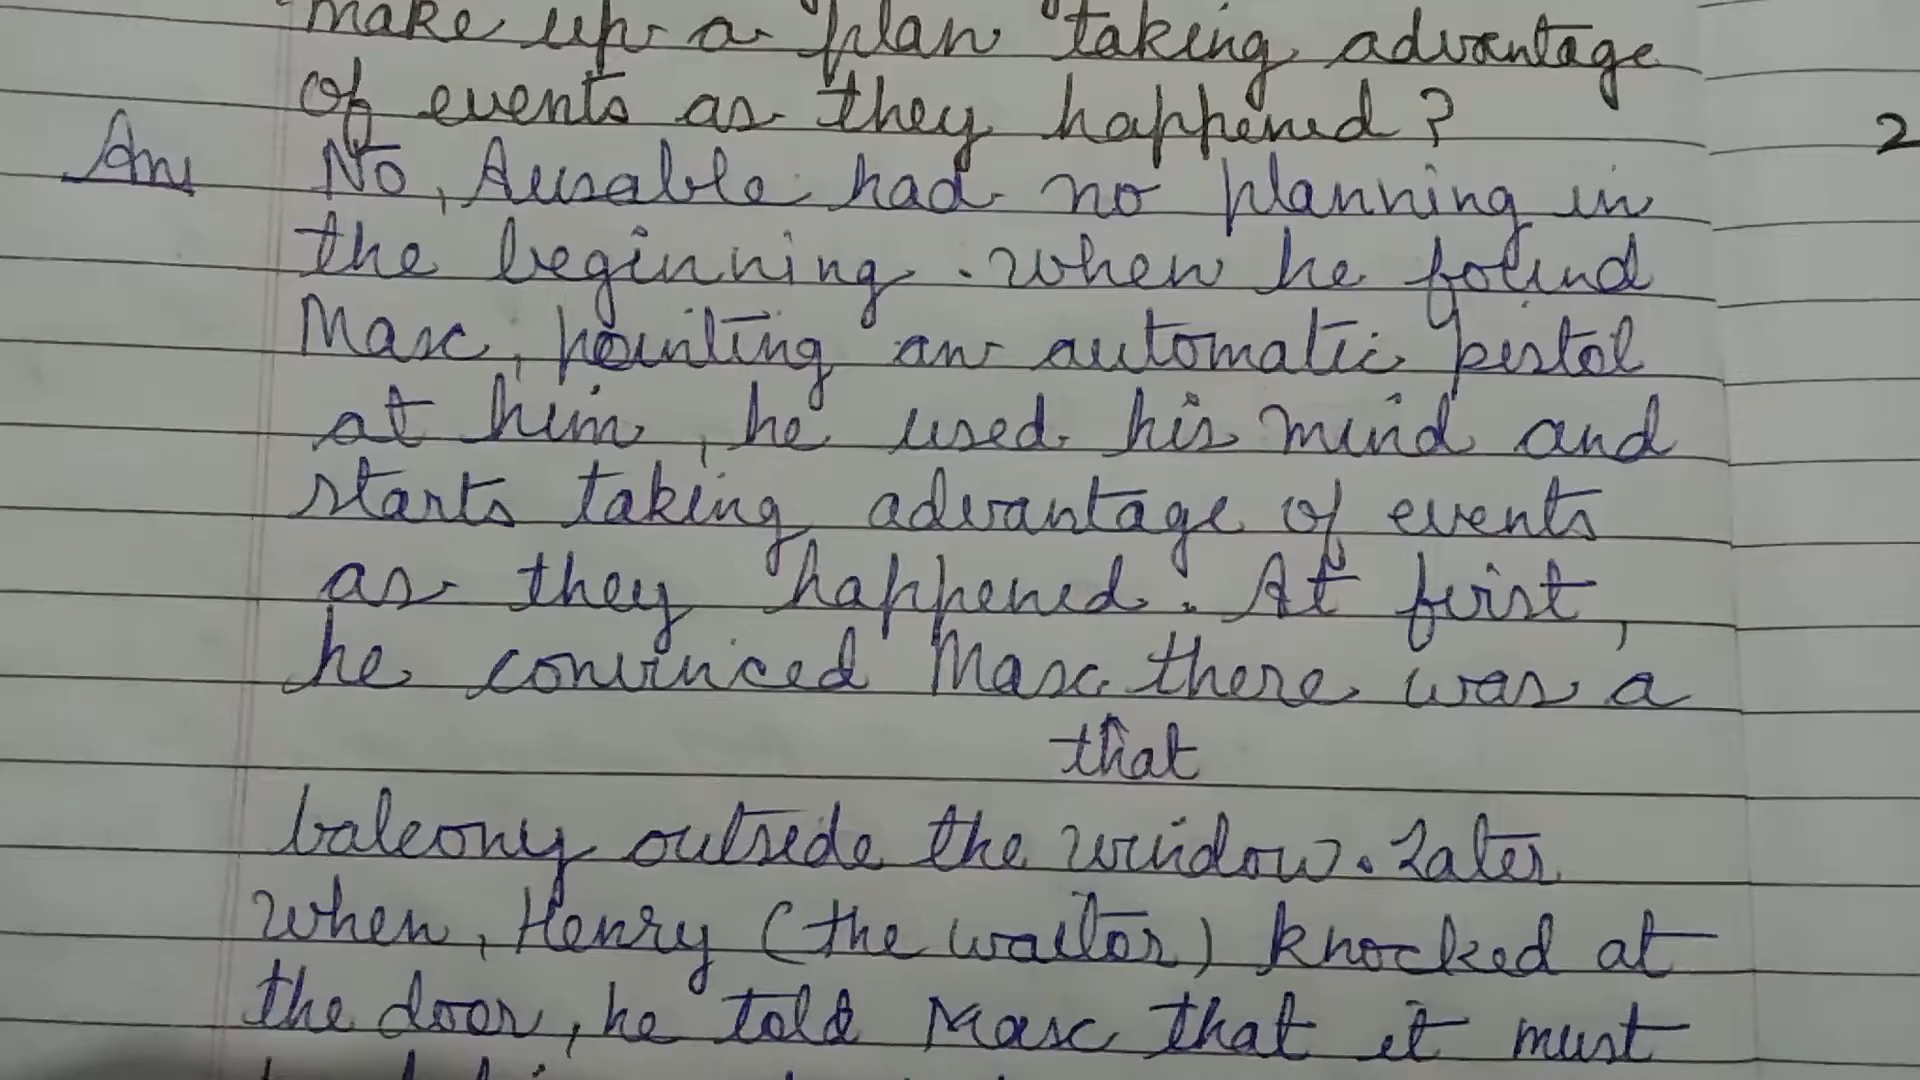 make up a plan taking advantage
of events as they happened?
2
Ans No, Ausable had no planning in
the beginning. When he found
Max, pointing an automatic pistol
at him, he used his mind and
starts taking advantage of events
as they happened. At first,
he convinced Max there was a
that
balcony outside the window. Later
when, Henry (the waitor) knocked at
the door, he told Max that it must